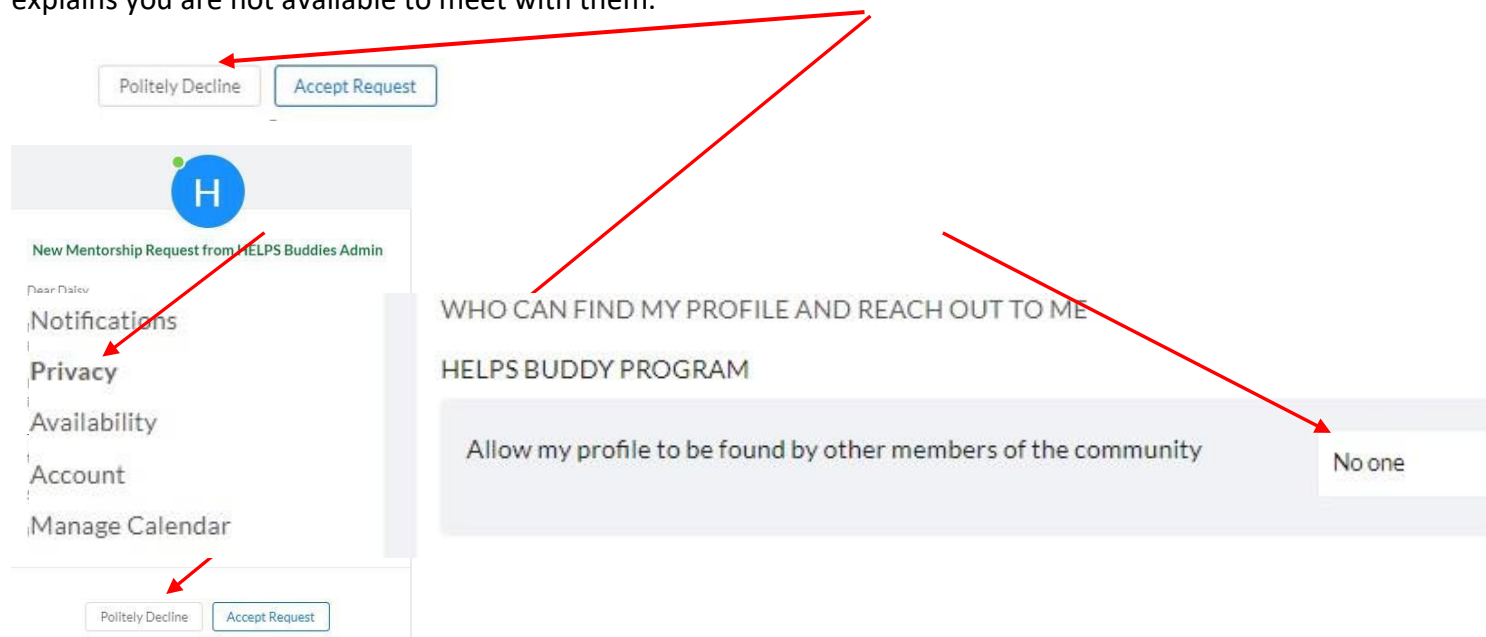 explains you are not available to meet with them.
Politely Decline
Accept Request
H
New Mentorship Request from HELPS Buddies Admin
Dear Daisy
Notifications
Privacy
Availability
Account
Manage Calendar
WHO CAN FIND MY PROFILE AND REACH OUT TO ME
HELPS BUDDY PROGRAM
Allow my profile to be found by other members of the community
No one
Politely Decline
Accept Request